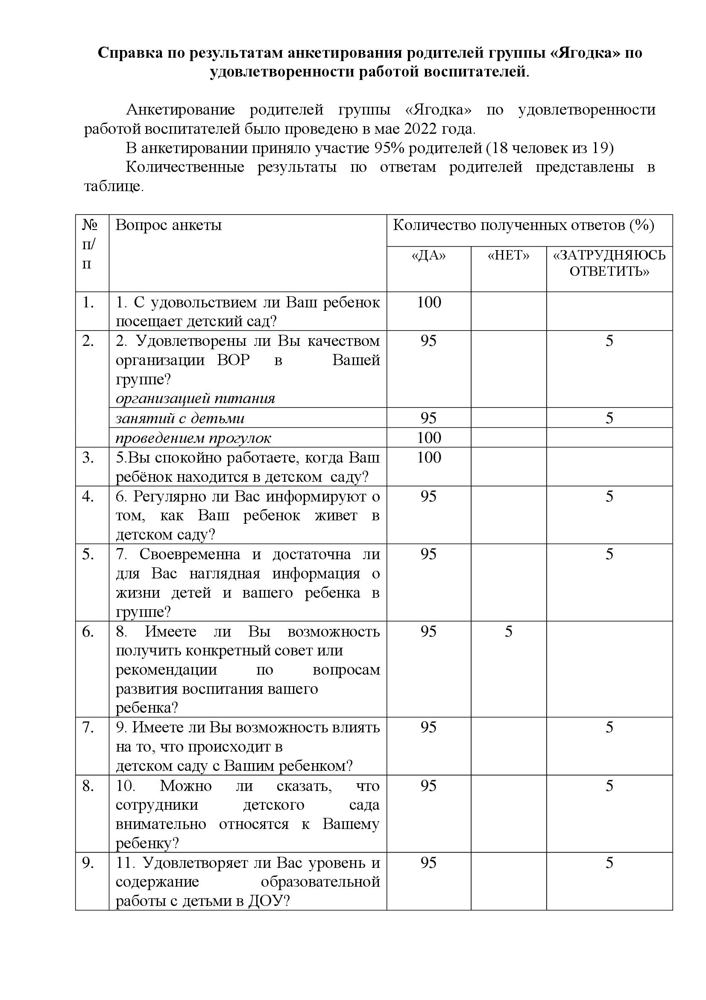 Справка по результатам анкетирования родителей группы «Ягодка» по
удовлетворенности работой воспитателей.
Анкетирование родителей группы «Ягодка» по удовлетворенности
работой воспитателей было проведено в мае 2022 года.
В анкетировании приняло участие 95% родителей (18 человек из 19)
Количественные результаты по ответам родителей представлены в
таблице.
№
п/
п
Вопрос анкеты
Количество полученных ответов (%)
«ДА»
«НЕТ»
«ЗАТРУДНЯЮСЬ
ОТВЕТИТЬ»
1.
1. С удовольствием ли Ваш ребенок
посещает детский сад?
100
2.
2. Удовлетворены ли Вы качеством
организации ВОР в Вашей
группе?
организацией питания
95
5
занятий с детьми
95
5
проведением прогулок
100
3.
5.Вы спокойно работаете, когда Ваш
ребёнок находится в детском саду?
100
4.
6. Регулярно ли Вас информируют о
том, как Ваш ребенок живет в
детском саду?
95
5
5.
7. Своевременна и достаточна ли
для Вас наглядная информация о
жизни детей и вашего ребенка в
группе?
95
5
6.
8. Имеете ли Вы возможность
получить конкретный совет или
рекомендации по вопросам
развития воспитания вашего
ребенка?
95
5
7.
9. Имеете ли Вы возможность влиять
на то, что происходит в
детском саду с Вашим ребенком?
95
5
8.
10. Можно ли сказать, что
сотрудники детского сада
внимательно относятся к Вашему
ребенку?
95
5
9.
11. Удовлетворяет ли Вас уровень и
содержание образовательной
работы с детьми в ДОУ?
95
5